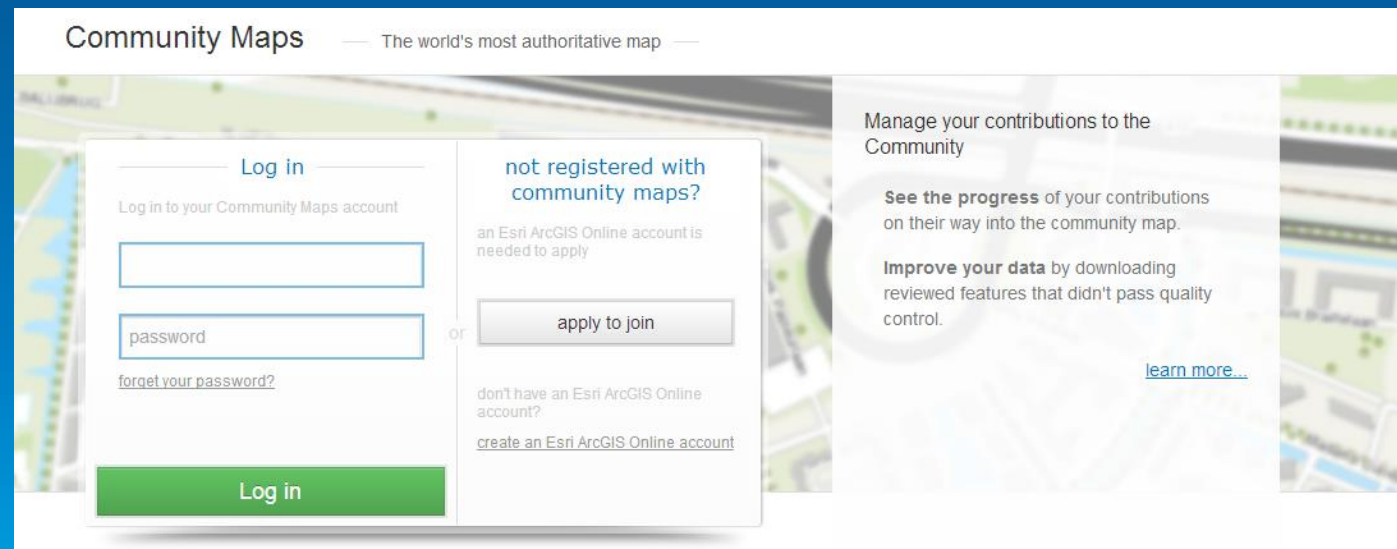 Community Maps
The world's most authoritative map
Log in
Log in to your Community Maps account
password
forget your password?
Log in
or
not registered with
community maps?
an Esri ArcGIS Online account is
needed to apply
apply to join
don't have an Esri ArcGIS Online
account?
create an Esri ArcGIS Online account
Manage your contributions to the
Community
See the progress of your contributions
on their way into the community map.
Improve your data by downloading
reviewed features that didn't pass quality
control.
learn more...